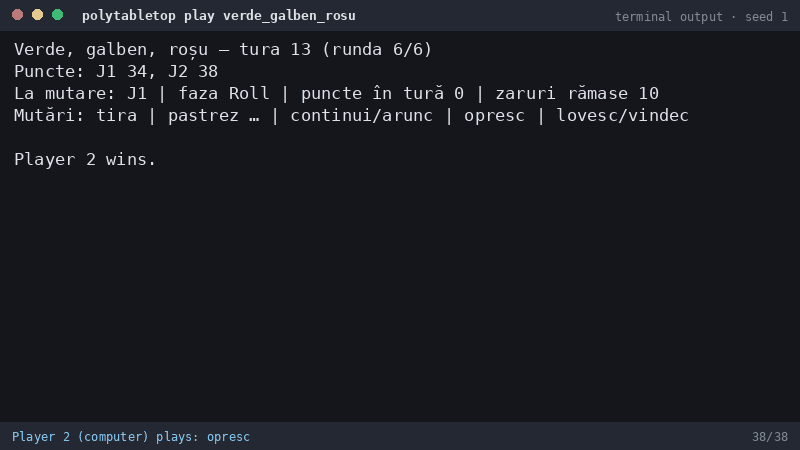 polytabletop play verde_galben_rosu
terminal output · seed 1
Verde, galben, roșu — tura 13 (runda 6/6)
Puncte: J1 34, J2 38
La mutare: J1 | faza Roll | puncte în tură 0 | zaruri rămase 10
Mutări: tira | pastrez … | continui/arunc | opresc | lovesc/vindec
Player 2 wins.
Player 2 (computer) plays: opresc
38/38